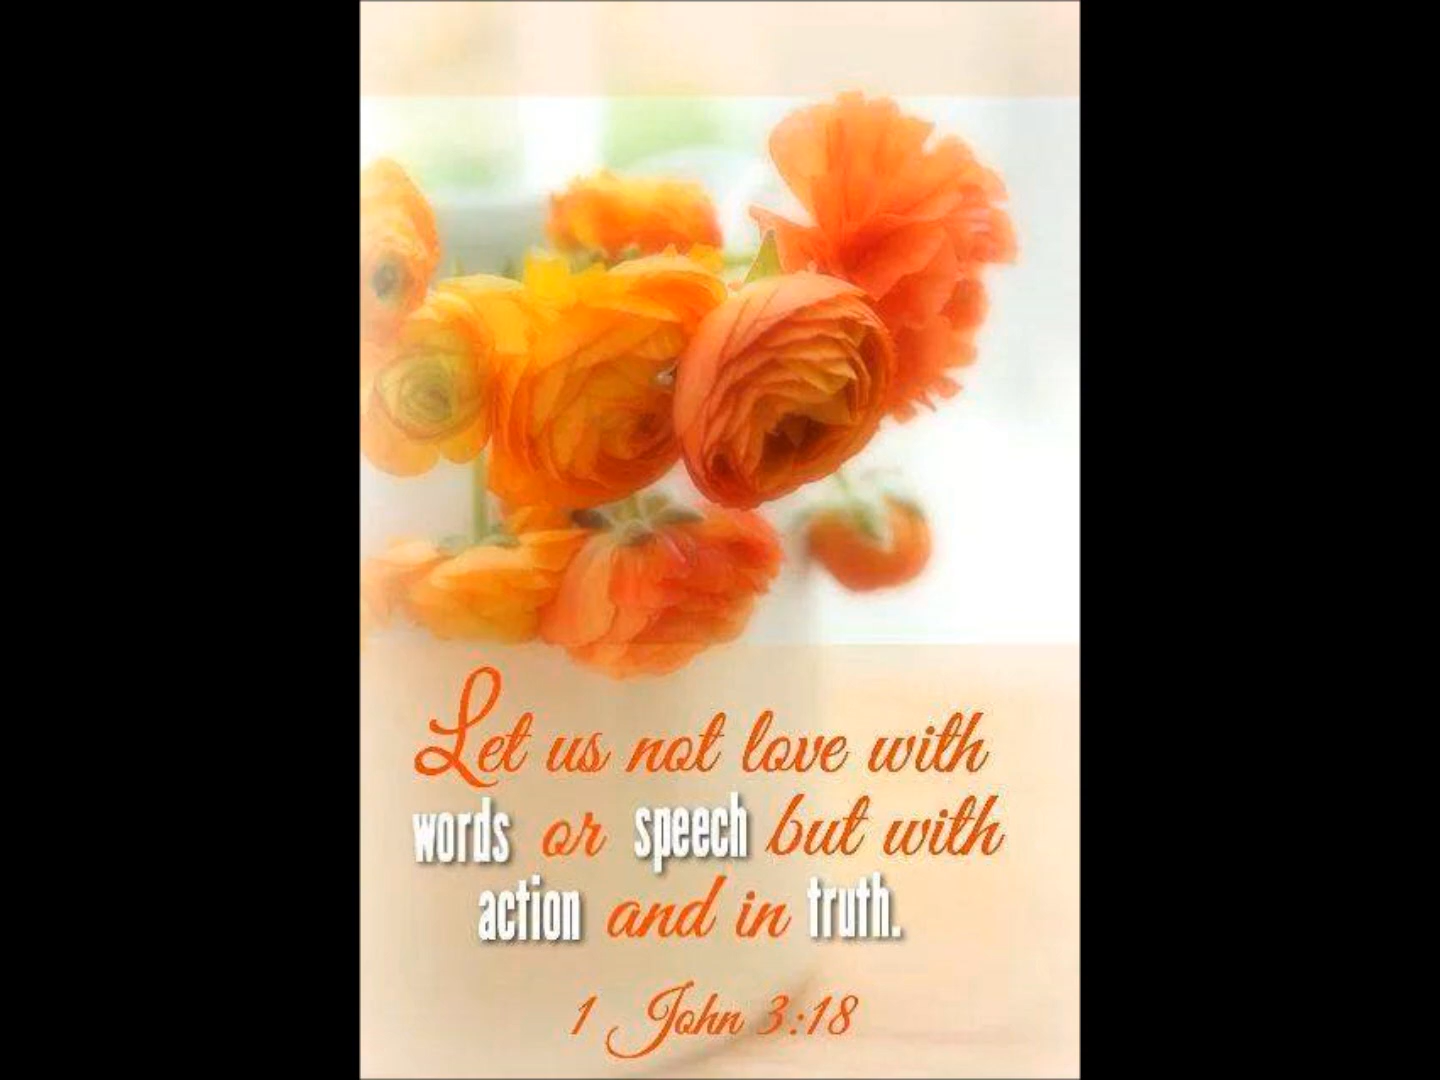 Let us not love with
words or speech but with
action and in truth.
1 John 3:18